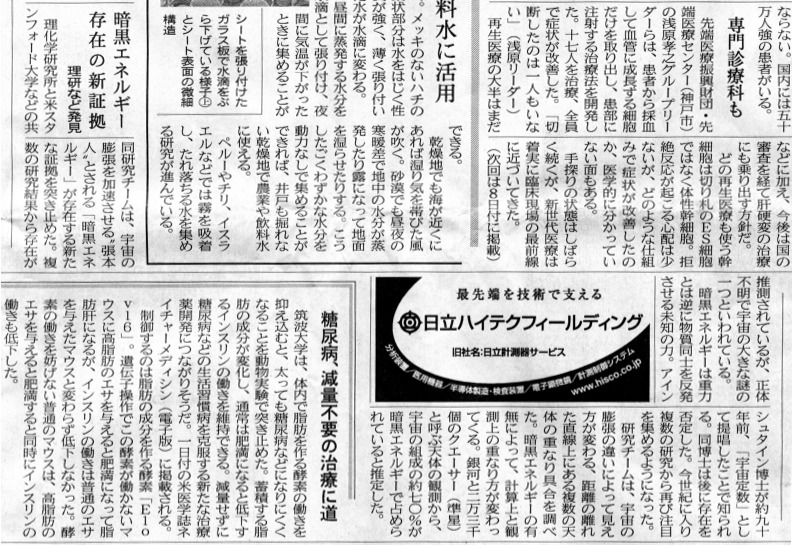 ならない。国内には五十
万人強の患者がいる。
専門診療科も
先端医療振興財団・先
端医療センター（神戸市）
の浅原孝之グループリー
ダーらは、患者から採血
して血管に成長する細胞
だけを取り出し、患部に
注射する治療法を開発し
た。十七人を治療、全員
で症状が改善した。「切
断したのは一人もいな
い」（浅原リーダー）
再生医療の大半はまだ
などに加え、今後は国の
審査を経て肝硬変の治療
にも乗り出す方針だ。
どの再生医療も使う幹
細胞は切り札のES細胞
ではなく体性幹細胞。拒
絶反応が起こる心配は少
ないが、どのような仕組
みで症状が改善したの
か、医学的に分かってい
ない面もある。
手探りの状態はしばら
く続くが、新世代医療は
着実に臨床現場の最前線
に近づいてきた。
（次回は8日付に掲載）
料水に活用
。メッキのないハチの
状部分は水をはじく性
が強く、薄く張り付い
水が水滴に変わる。
昼間に蒸発する水分を
滴として張り付け、夜
間に気温が下がった
ときに集めることが
シートを張り付けた
ガラス板で水滴をぶ
ら下げている様子㊤
とシート表面の微細
構造
できる。
乾燥地でも海が近くに
あれば湿り気を帯びた風
が吹く。砂漠でも昼夜の
寒暖差で地中の水分が蒸
発したり露になって地面
を湿らせたりする。こう
したごくわずかな水分を
動力なしで集めることが
できれば、井戸も掘れな
い乾燥地で農業や飲料水
に使える。
ペルーやチリ、イスラ
エルなどでは霧を吸着
し、たれ落ちる水を集め
る研究が進んでいる。
暗黒エネルギー
存在の新証拠
理研など発見
理化学研究所と米スタ
ンフォード大学などの共
同研究チームは、宇宙の
膨張を加速させる“張本
人”とされる「暗黒エネ
ルギー」が存在する新た
な証拠を突き止めた。複
数の研究結果から存在が
推測されているが、正体
不明で宇宙の大きな謎の
一つといわれている。
暗黒エネルギーは重力
とは逆に物質同士を反発
させる未知の力。アイン
シュタイン博士が約九十
年前、「宇宙定数」とし
て提唱したことで知られ
る。同博士は後に存在を
否定した。今世紀に入り
複数の研究から再び注目
を集めるようになった。
研究チームは、宇宙の
膨張の違いによって見え
方が変わる、距離の離れ
た直線上にある複数の天
体の重なり具合を調べ
た。暗黒エネルギーの有
無によって、計算上と観
測上の重なり方が変わっ
てくる。銀河と二万三千
個のクエーサー（準星）
と呼ぶ天体の観測から、
宇宙の組成の約七〇％が
暗黒エネルギーで占めら
れていると推定した。
最先端を技術で支える
日立ハイテクフィールディング
旧社名:日立計測器サービス
分析装置／医用機器／半導体製造・検査装置／電子顕微鏡／計測制御システム
www.hisco.co.jp
糖尿病、減量不要の治療に道
筑波大学は、体内で脂肪を作る酵素の働きを
抑え込むと、太っても糖尿病などになりにくく
なることを動物実験で突き止めた。蓄積する脂
肪の成分が変化し、通常は肥満になると低下す
るインスリンの働きを維持できる。減量せずに
糖尿病などの生活習慣病を克服する新たな治療
薬開発につながりそうだ。一日付の米医学誌ネ
イチャーメディシン（電子版）に掲載される。
制御するのは脂肪の成分を作る酵素「Elo
vl6」。遺伝子操作でこの酵素が働かないマ
ウスに高脂肪のエサを与えると肥満になって脂
肪肝になるが、インスリンの働きは普通のエサ
を与えたマウスと変わらず低下しなかった。酵
素の働きを妨げない普通のマウスは、高脂肪の
エサを与えると肥満すると同時にインスリンの
働きも低下した。